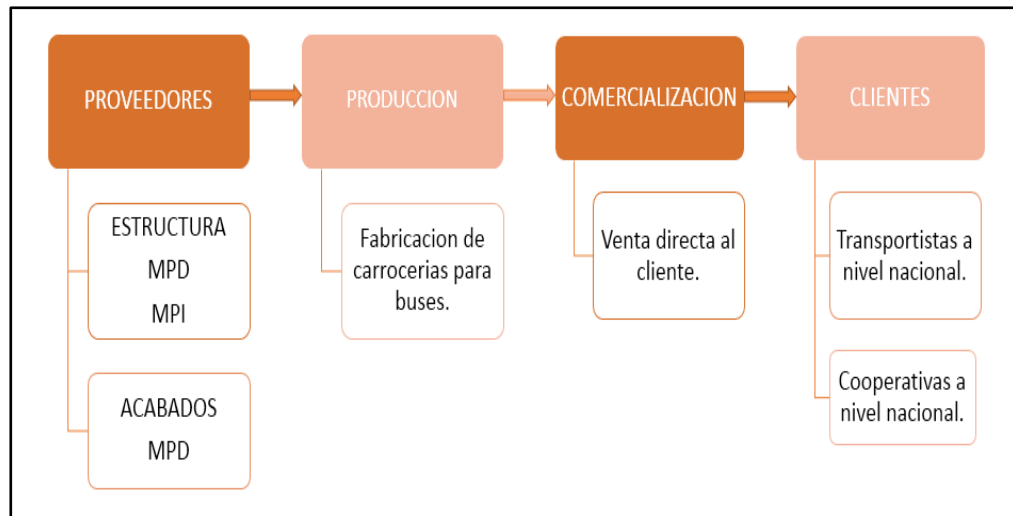 PROVEEDORES
PRODUCCION
COMERCIALIZACION
CLIENTES
ESTRUCTURA
MPD
MPI
ACABADOS
MPD
Fabricacion de
carrocerias para
buses.
Venta directa al
cliente.
Transportistas a
nivel nacional.
Cooperativas a
nivel nacional.